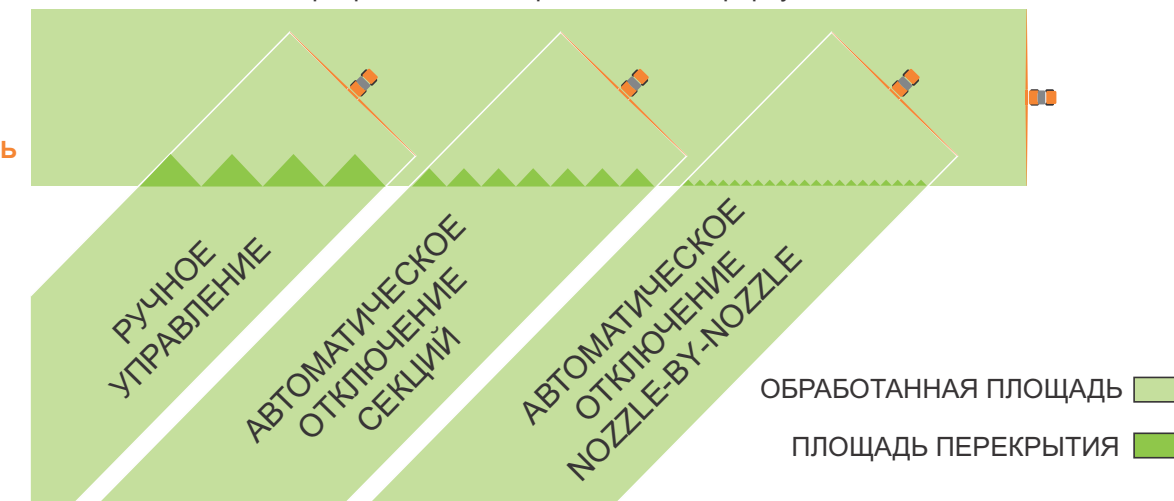 Ь
РУЧНОЕ
УПРАВЛЕНИЕ
АВТОМАТИЧЕСКОЕ
ОТКЛЮЧЕНИЕ
СЕКЦИЙ
АВТОМАТИЧЕСКОЕ
ОТКЛЮЧЕНИЕ
NOZZLE-BY-NOZZLE
ОБРАБОТАННАЯ ПЛОЩАДЬ
ПЛОЩАДЬ ПЕРЕКРЫТИЯ